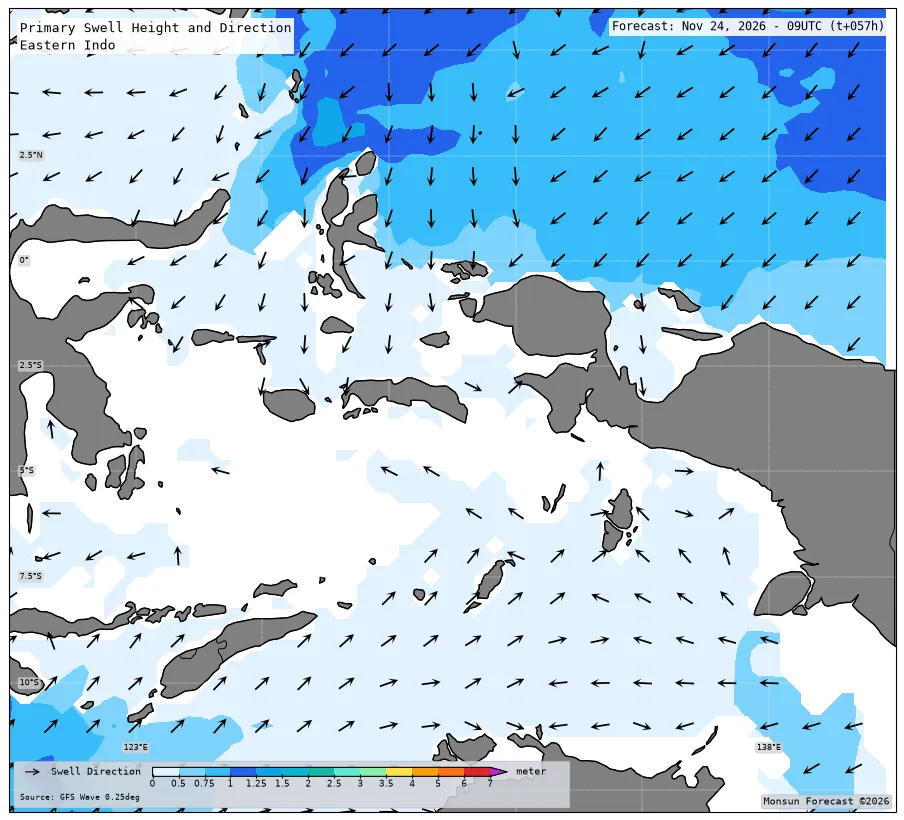 Primary Swell Height and Direction
Eastern Indo
Forecast: Nov 24, 2026 - 09UTC (t+057h)
2.5°N
0°
2.5°S
5°S
7.5°S
10°S
123°E
138°E
Swell Direction
meter
0 0.5 0.75 1 1.25 1.5 2 2.5 3 3.5 4 5 6 7
Source: GFS Wave 0.25deg
Monsun Forecast ©2026